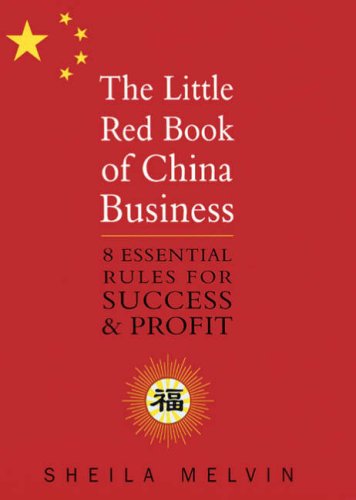 The Little
Red Book
of China
Business
8 ESSENTIAL
RULES FOR
SUCCESS
& PROFIT
福
SHEILA MELVIN